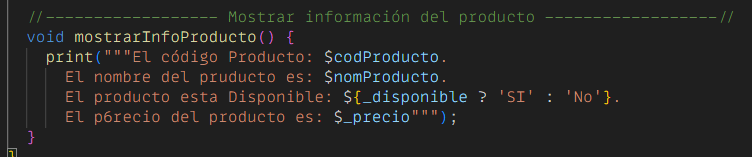 //----------------- Mostrar información del producto -----------------//
void mostrarInfoProducto() {
print("""El código Producto: $codProducto.
El nombre del pruducto es: $nomProducto.
El producto esta Disponible: ${_disponible ? 'SI' : 'No'}.
El p6recio del producto es: $_precio""");
}
}